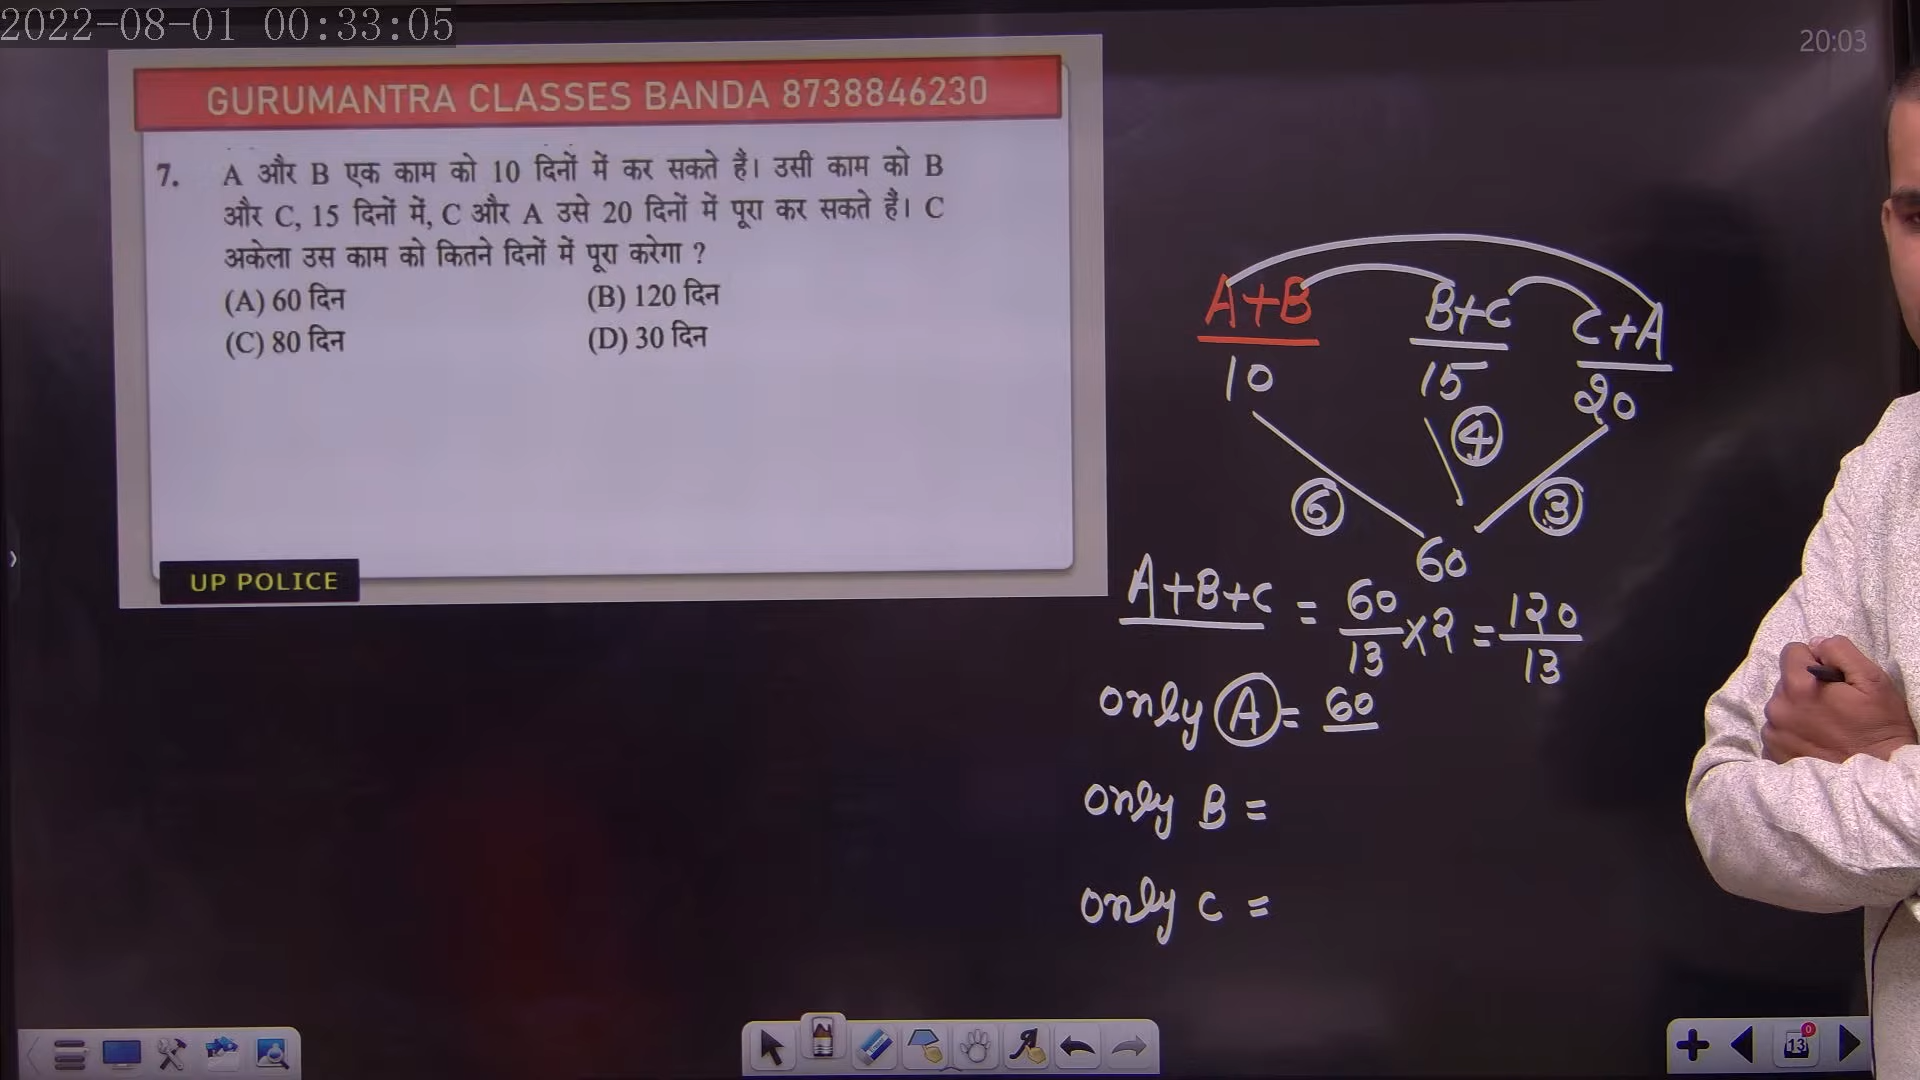 2022-08-01 00:33:05
20:03
GURUMANTRA CLASSES BANDA 8738846230
7. A और B एक काम को 10 दिनों में कर सकते हैं। उसी काम को B
और C, 15 दिनों में, C और A उसे 20 दिनों में पूरा कर सकते हैं। C
अकेला उस काम को कितने दिनों में पूरा करेगा ?
(A) 60 दिन (B) 120 दिन
(C) 80 दिन (D) 30 दिन
UP POLICE
A+B B+C C+A
10 15 20
6 4 3
60
A+B+C = 60/13 ×2 = 120/13
only A = 60
only B =
only C =
13
0